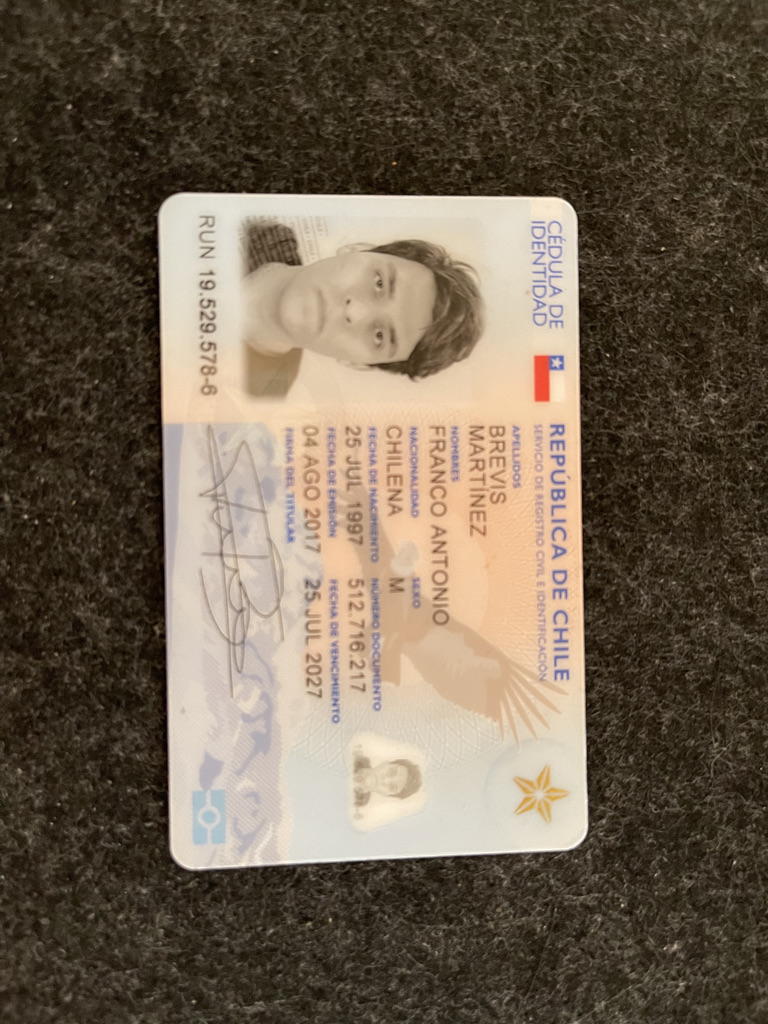 CÉDULA DE
IDENTIDAD
REPÚBLICA DE CHILE
SERVICIO DE REGISTRO CIVIL E IDENTIFICACIÓN
APELLIDOS
BREVIS
MARTÍNEZ
NOMBRES
FRANCO ANTONIO
NACIONALIDAD SEXO
CHILENA M
FECHA DE NACIMIENTO NÚMERO DOCUMENTO
25 JUL 1997 512.716.217
FECHA DE EMISIÓN FECHA DE VENCIMIENTO
04 AGO 2017 25 JUL 2027
FIRMA DEL TITULAR
RUN 19.529.578-6